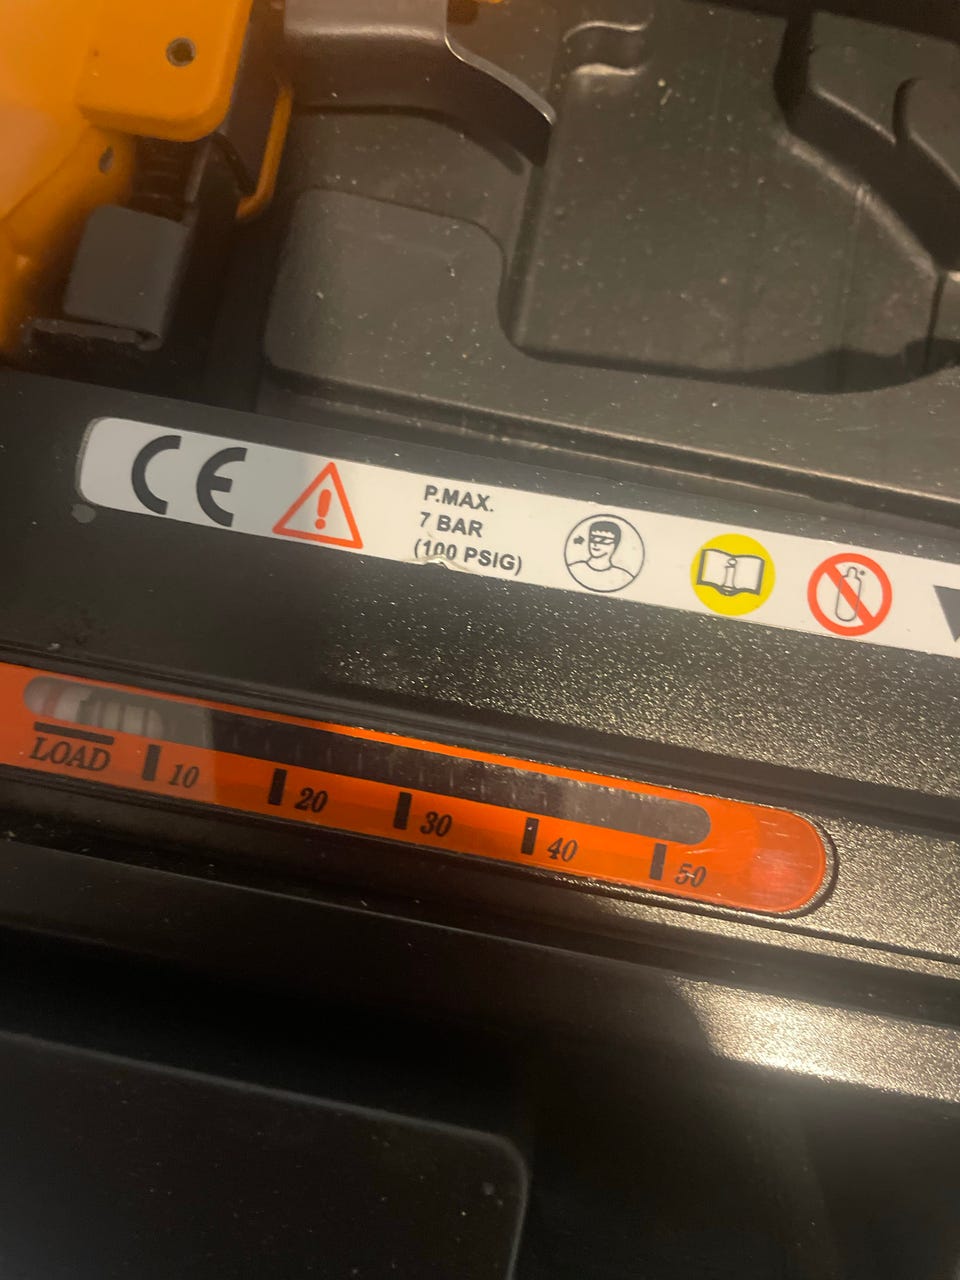 CE
P.MAX.
7 BAR
(100 PSIG)
LOAD 10 20 30 40 50